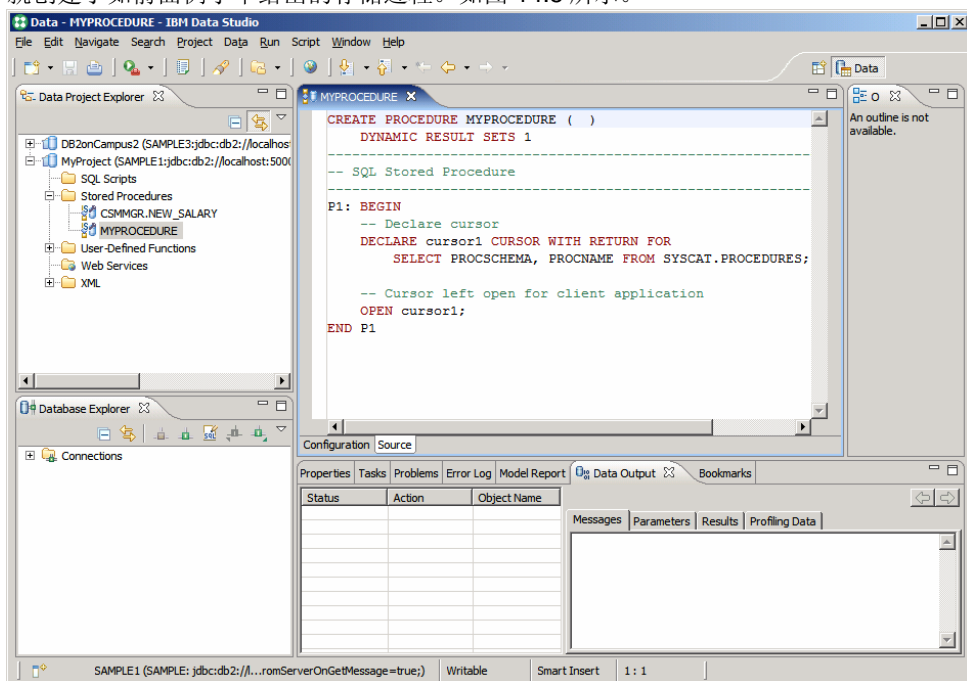 Data - MYPROCEDURE - IBM Data Studio
File Edit Navigate Search Project Data Run Script Window Help
Data
Data Project Explorer
DB2onCampus2 (SAMPLE3:jdbc:db2://localhos
MyProject (SAMPLE1:jdbc:db2://localhost:5000
SQL Scripts
Stored Procedures
CSMMGR.NEW_SALARY
MYPROCEDURE
User-Defined Functions
Web Services
XML
MYPROCEDURE
CREATE PROCEDURE MYPROCEDURE ( )
DYNAMIC RESULT SETS 1
------------------------------------------------------------
-- SQL Stored Procedure
------------------------------------------------------------
P1: BEGIN
-- Declare cursor
DECLARE cursor1 CURSOR WITH RETURN FOR
SELECT PROCSCHEMA, PROCNAME FROM SYSCAT.PROCEDURES;
-- Cursor left open for client application
OPEN cursor1;
END P1
Configuration Source
O
An outline is not
available.
Database Explorer
Connections
Properties Tasks Problems Error Log Model Report Data Output Bookmarks
Status Action Object Name
Messages Parameters Results Profiling Data
SAMPLE1 (SAMPLE: jdbc:db2://l...romServerOnGetMessage=true;) Writable Smart Insert 1 : 1